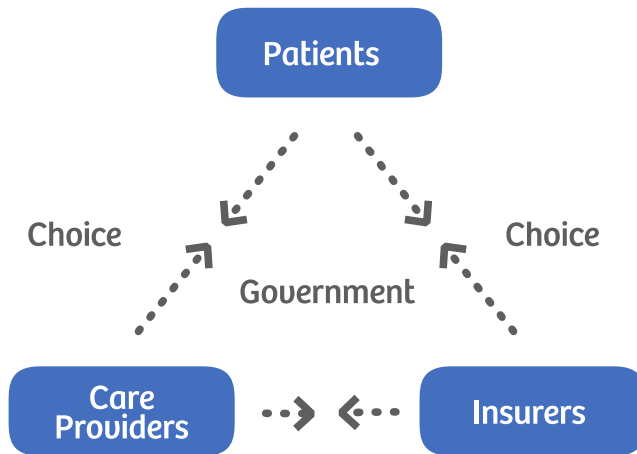 Patients
Choice
Choice
Government
Care
Providers
Insurers